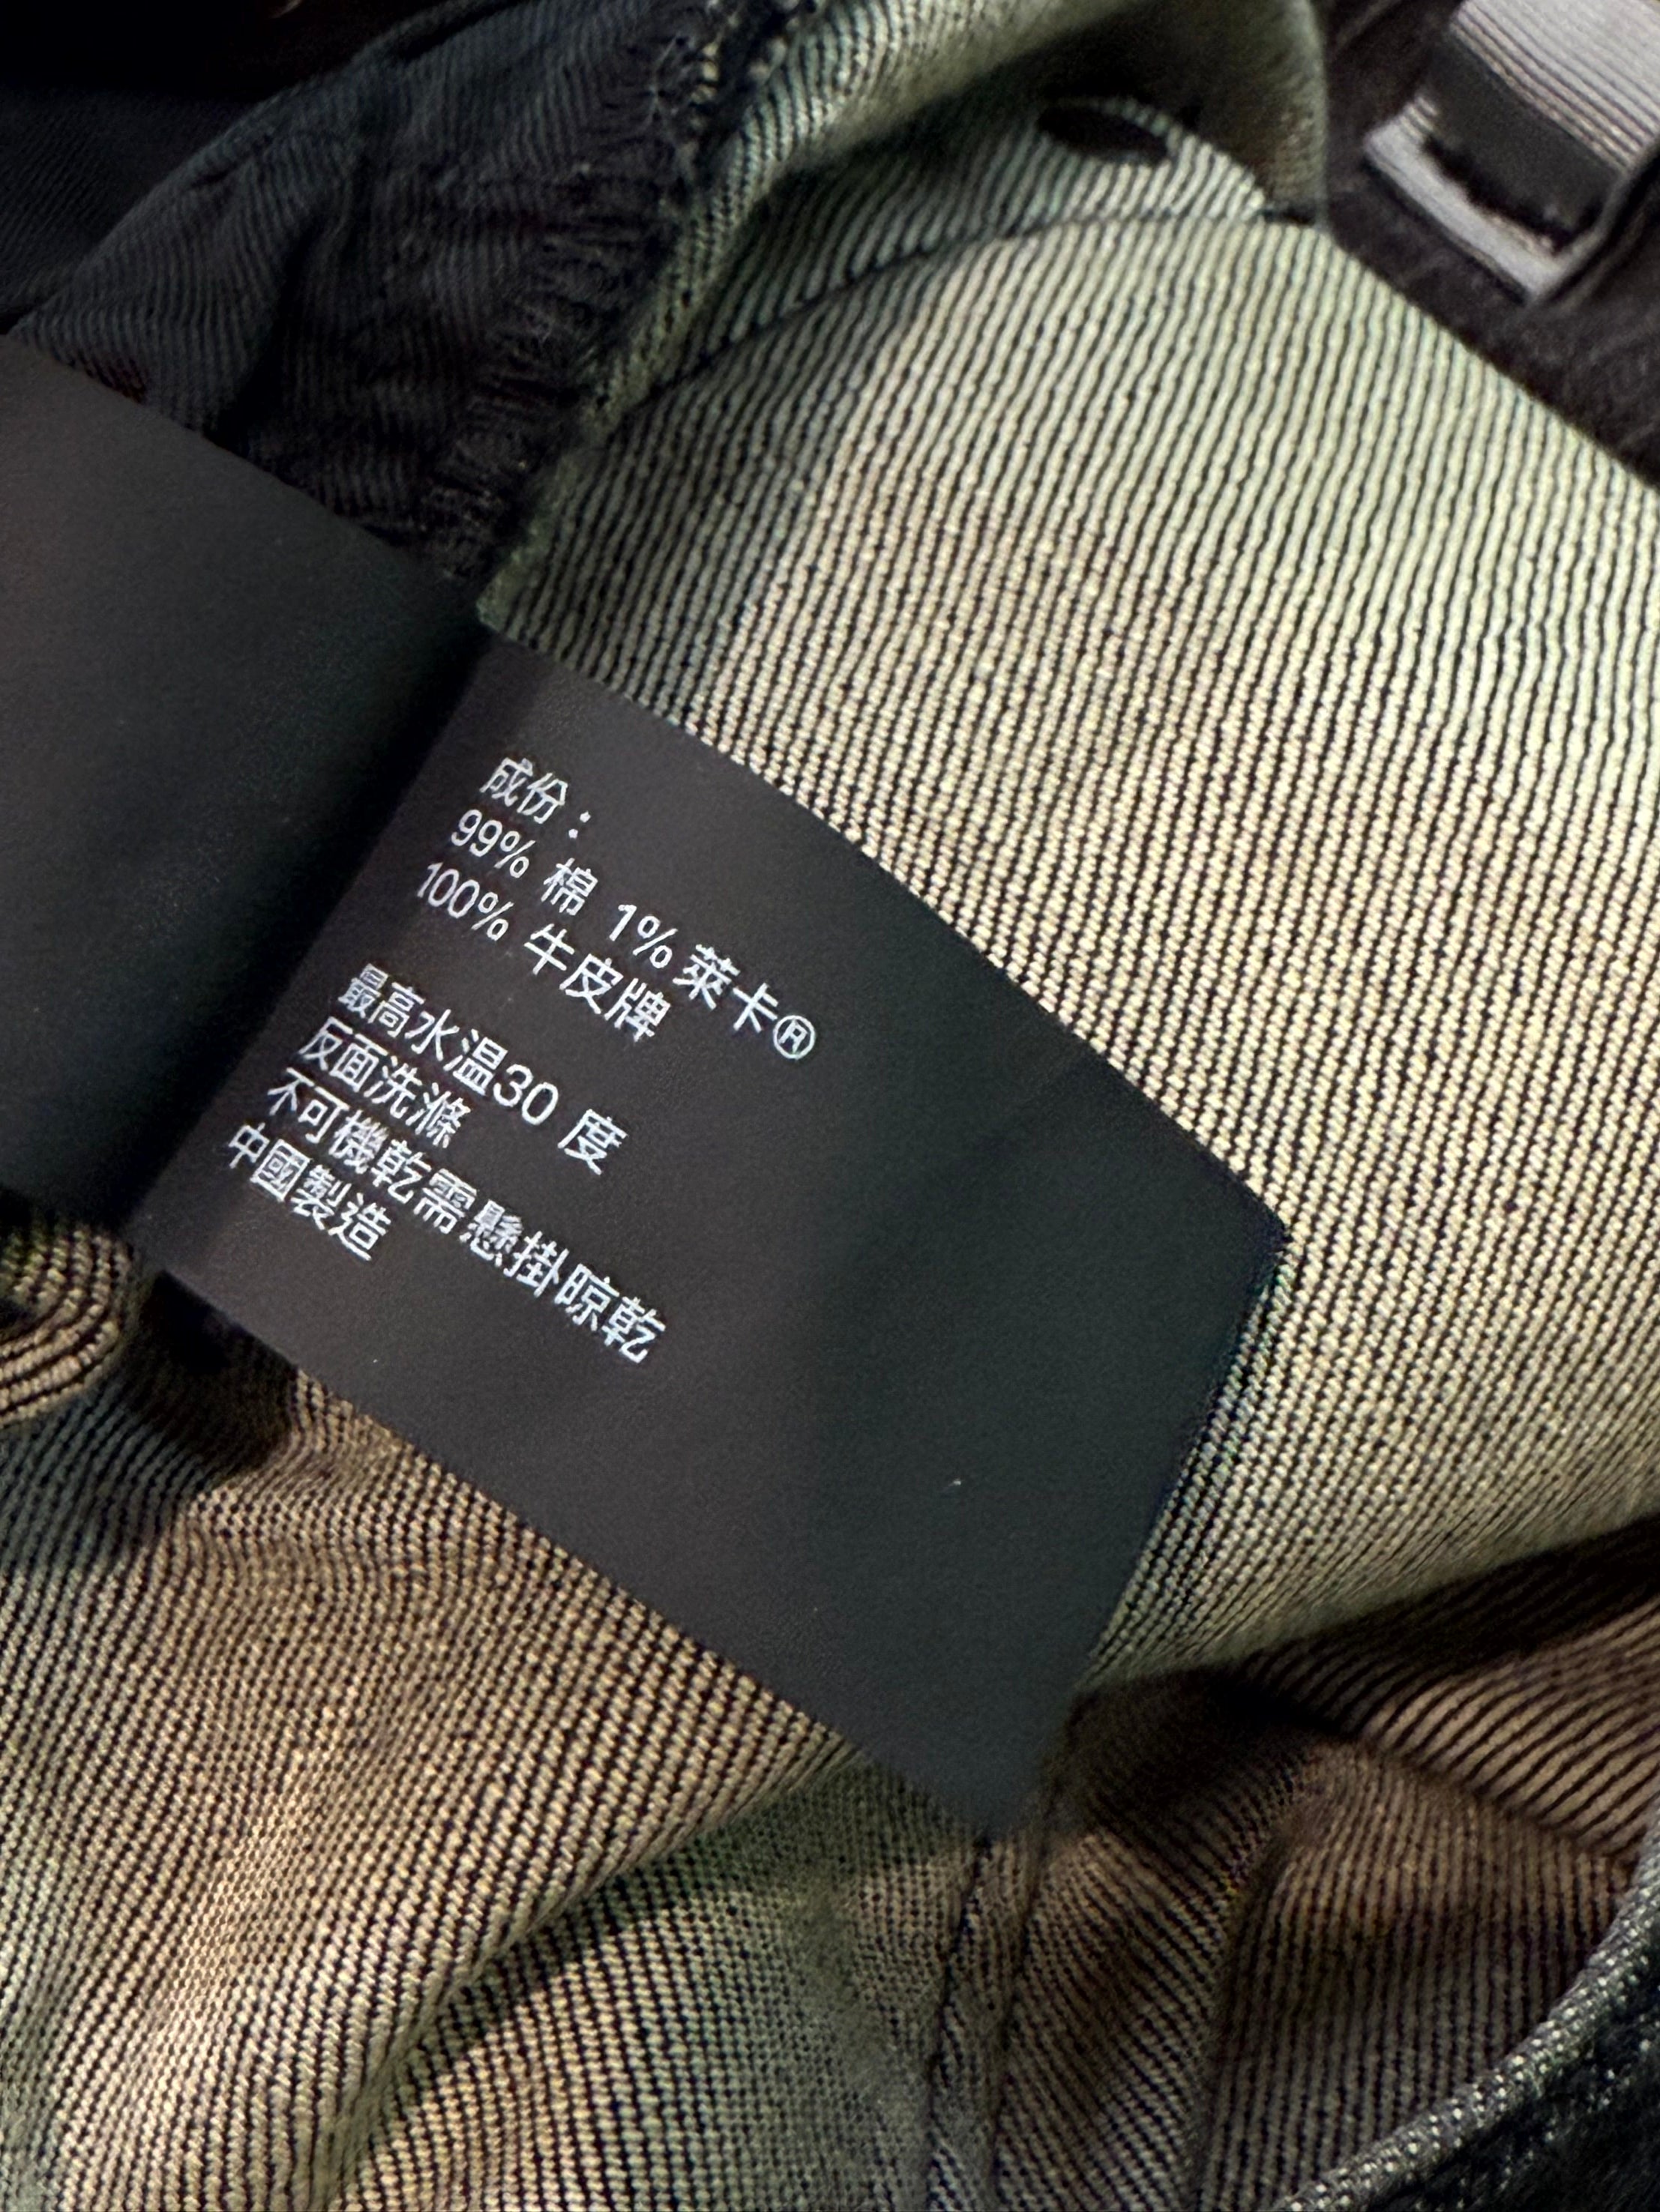 成份：
99% 棉 1% 萊卡®
100% 牛皮牌
最高水温30 度
反面洗滌
不可機乾需懸掛晾乾
中國製造